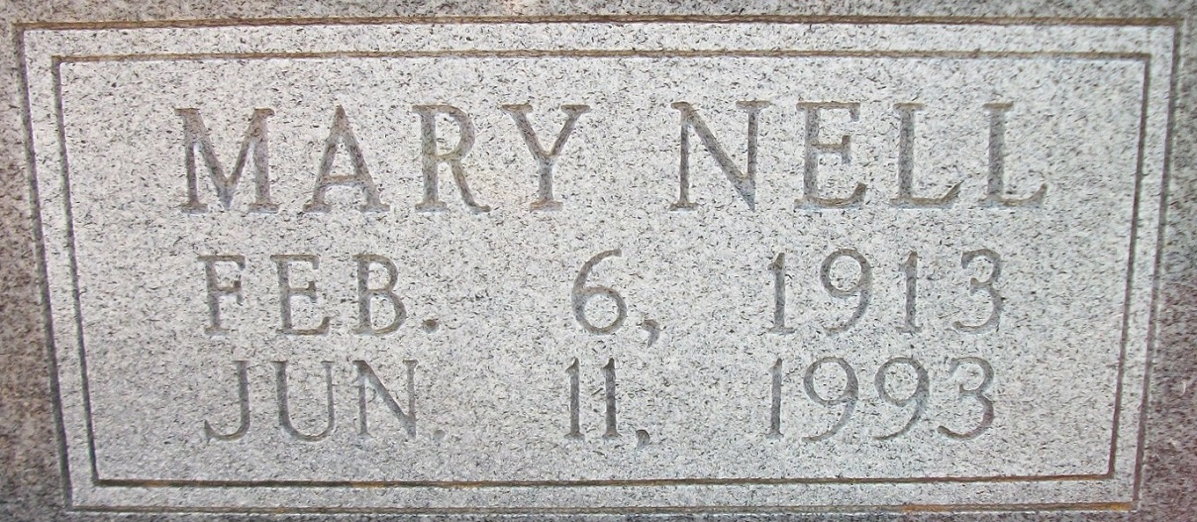 MARY NELL
FEB. 6, 1913
JUN. 11, 1993